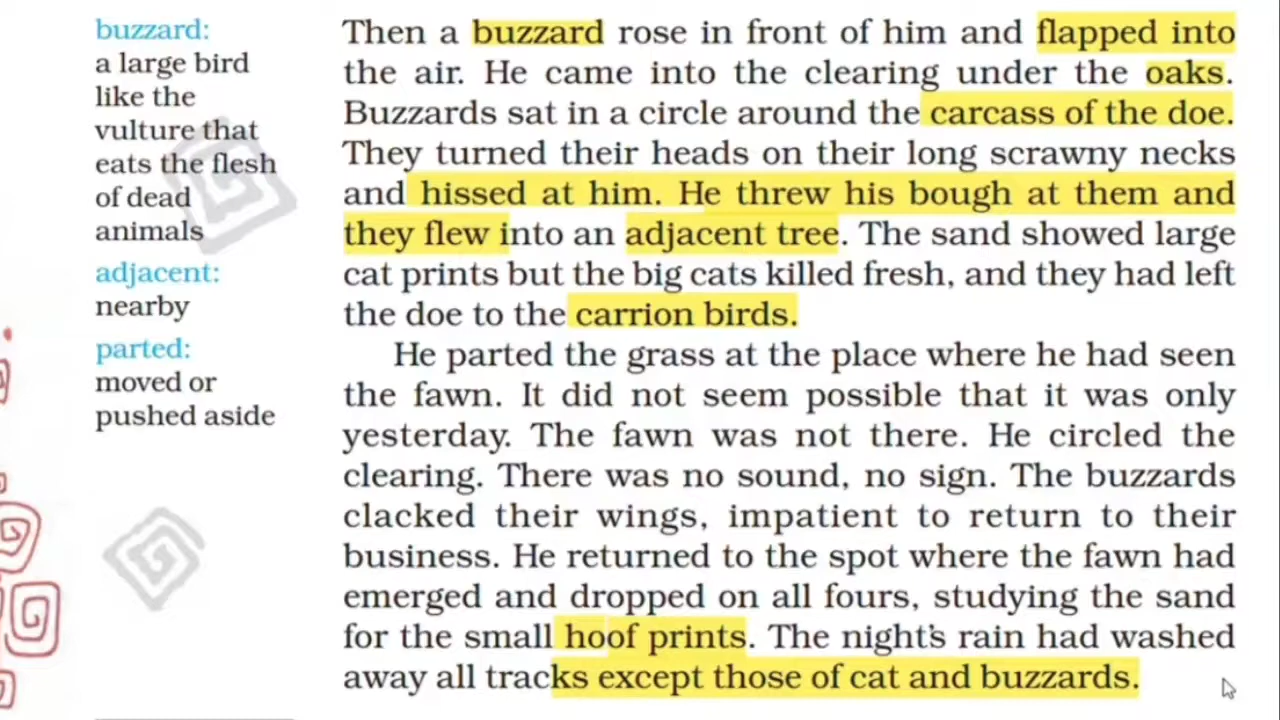 buzzard:
a large bird
like the
vulture that
eats the flesh
of dead
animals
adjacent:
nearby
parted:
moved or
pushed aside
Then a buzzard rose in front of him and flapped into
the air. He came into the clearing under the oaks.
Buzzards sat in a circle around the carcass of the doe.
They turned their heads on their long scrawny necks
and hissed at him. He threw his bough at them and
they flew into an adjacent tree. The sand showed large
cat prints but the big cats killed fresh, and they had left
the doe to the carrion birds.
He parted the grass at the place where he had seen
the fawn. It did not seem possible that it was only
yesterday. The fawn was not there. He circled the
clearing. There was no sound, no sign. The buzzards
clacked their wings, impatient to return to their
business. He returned to the spot where the fawn had
emerged and dropped on all fours, studying the sand
for the small hoof prints. The night's rain had washed
away all tracks except those of cat and buzzards.